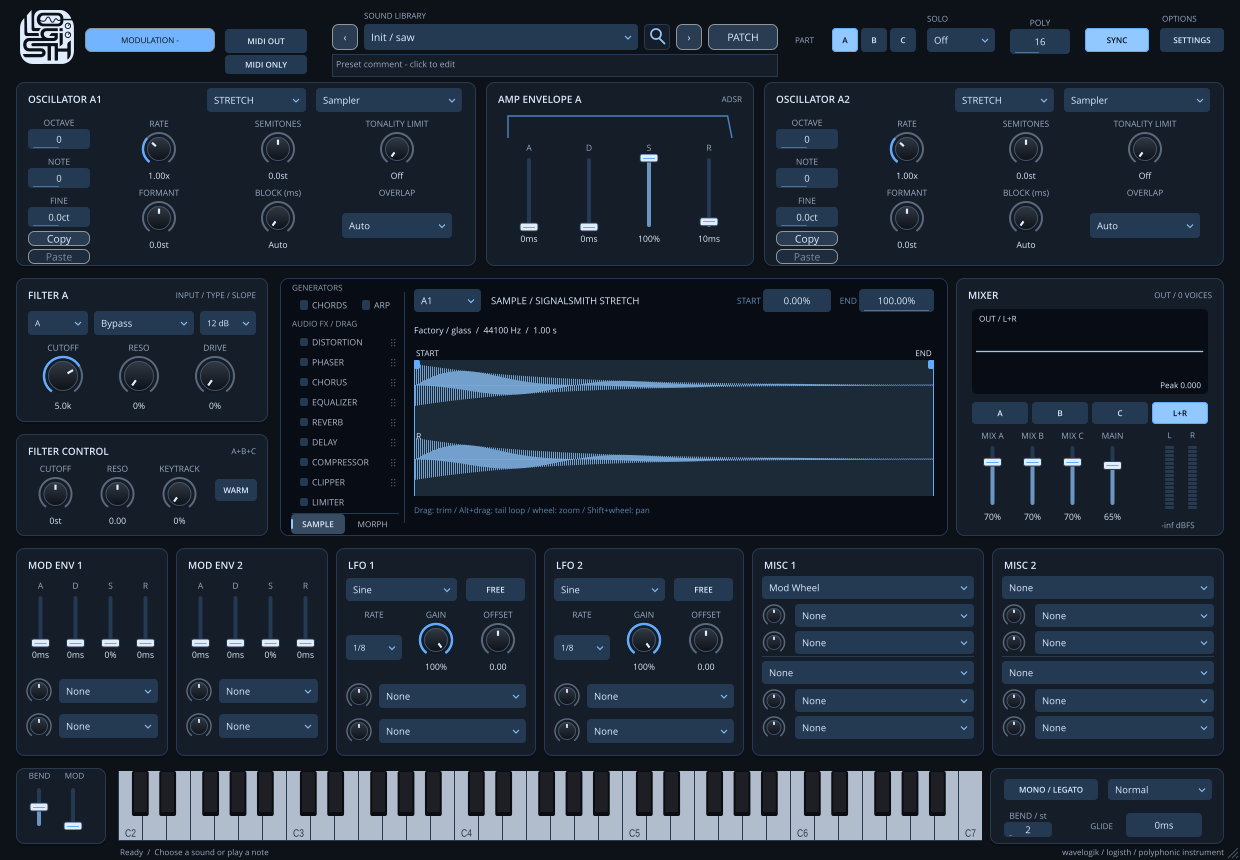 LOGISTH
MODULATION -
MIDI OUT
MIDI ONLY
SOUND LIBRARY
‹
Init / saw
›
PATCH
Preset comment - click to edit
PART
A
B
C
SOLO
Off
POLY
16
SYNC
OPTIONS
SETTINGS
OSCILLATOR A1
STRETCH
Sampler
OCTAVE
0
NOTE
0
FINE
0.0ct
Copy
Paste
RATE
1.00x
SEMITONES
0.0st
TONALITY LIMIT
Off
FORMANT
0.0st
BLOCK (ms)
Auto
OVERLAP
Auto
AMP ENVELOPE A
ADSR
A D S R
0ms 0ms 100% 10ms
OSCILLATOR A2
STRETCH
Sampler
OCTAVE
0
NOTE
0
FINE
0.0ct
Copy
Paste
RATE
1.00x
SEMITONES
0.0st
TONALITY LIMIT
Off
FORMANT
0.0st
BLOCK (ms)
Auto
OVERLAP
Auto
FILTER A
INPUT / TYPE / SLOPE
A
Bypass
12 dB
CUTOFF RESO DRIVE
5.0k 0% 0%
FILTER CONTROL
A+B+C
CUTOFF RESO KEYTRACK
WARM
0st 0.00 0%
GENERATORS
CHORDS ARP
AUDIO FX / DRAG
DISTORTION
PHASER
CHORUS
EQUALIZER
REVERB
DELAY
COMPRESSOR
CLIPPER
LIMITER
SAMPLE MORPH
A1
SAMPLE / SIGNALSMITH STRETCH
START 0.00%
END 100.00%
Factory / glass / 44100 Hz / 1.00 s
START
END
R
Drag: trim / Alt+drag: tail loop / wheel: zoom / Shift+wheel: pan
MIXER
OUT / 0 VOICES
OUT / L+R
Peak 0.000
A B C L+R
MIX A MIX B MIX C MAIN L R
70% 70% 70% 65%
-inf dBFS
MOD ENV 1
A D S R
0ms 0ms 0% 0ms
None
None
MOD ENV 2
A D S R
0ms 0ms 0% 0ms
None
None
LFO 1
Sine
FREE
RATE GAIN OFFSET
1/8
100% 0.00
None
None
LFO 2
Sine
FREE
RATE GAIN OFFSET
1/8
100% 0.00
None
None
MISC 1
Mod Wheel
None
None
None
None
None
MISC 2
None
None
None
None
None
None
BEND MOD
C2 C3 C4 C5 C6 C7
MONO / LEGATO
Normal
BEND / st
2
GLIDE
0ms
Ready / Choose a sound or play a note
wavelogik / logisth / polyphonic instrument